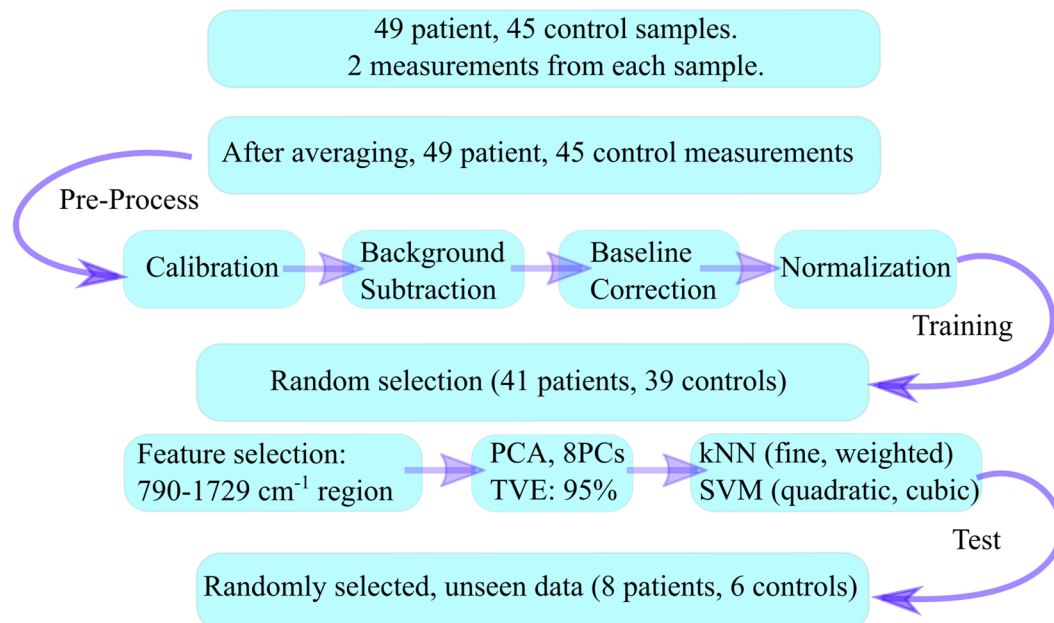 49 patient, 45 control samples.
2 measurements from each sample.
After averaging, 49 patient, 45 control measurements
Pre-Process
Calibration
Background
Subtraction
Baseline
Correction
Normalization
Training
Random selection (41 patients, 39 controls)
Feature selection:
790-1729 cm⁻¹ region
PCA, 8PCs
TVE: 95%
kNN (fine, weighted)
SVM (quadratic, cubic)
Test
Randomly selected, unseen data (8 patients, 6 controls)